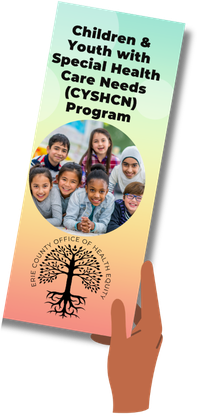 Children &
Youth with
Special Health
Care Needs
(CYSHCN)
Program
ERIE COUNTY OFFICE OF HEALTH EQUITY